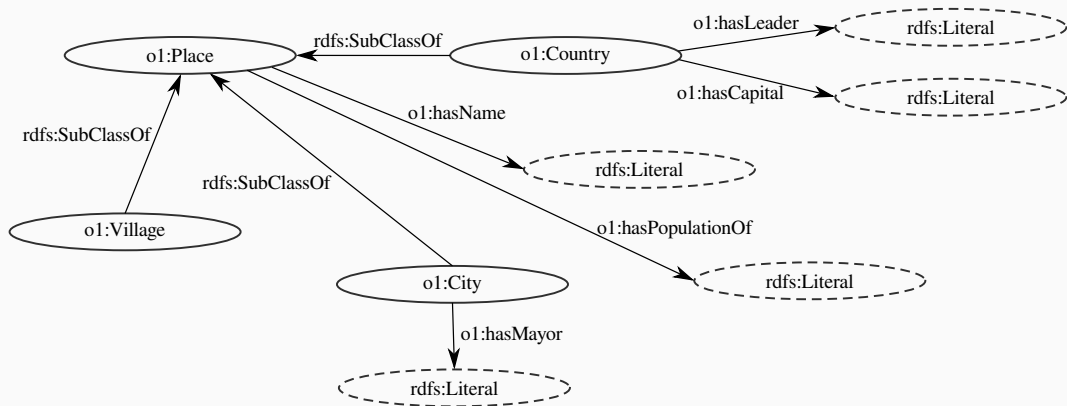 o1:hasLeader
rdfs:Literal
rdfs:SubClassOf
o1:Place
o1:Country
o1:hasCapital
rdfs:Literal
o1:hasName
rdfs:SubClassOf
rdfs:Literal
rdfs:SubClassOf
o1:Village
o1:hasPopulationOf
o1:City
rdfs:Literal
o1:hasMayor
rdfs:Literal